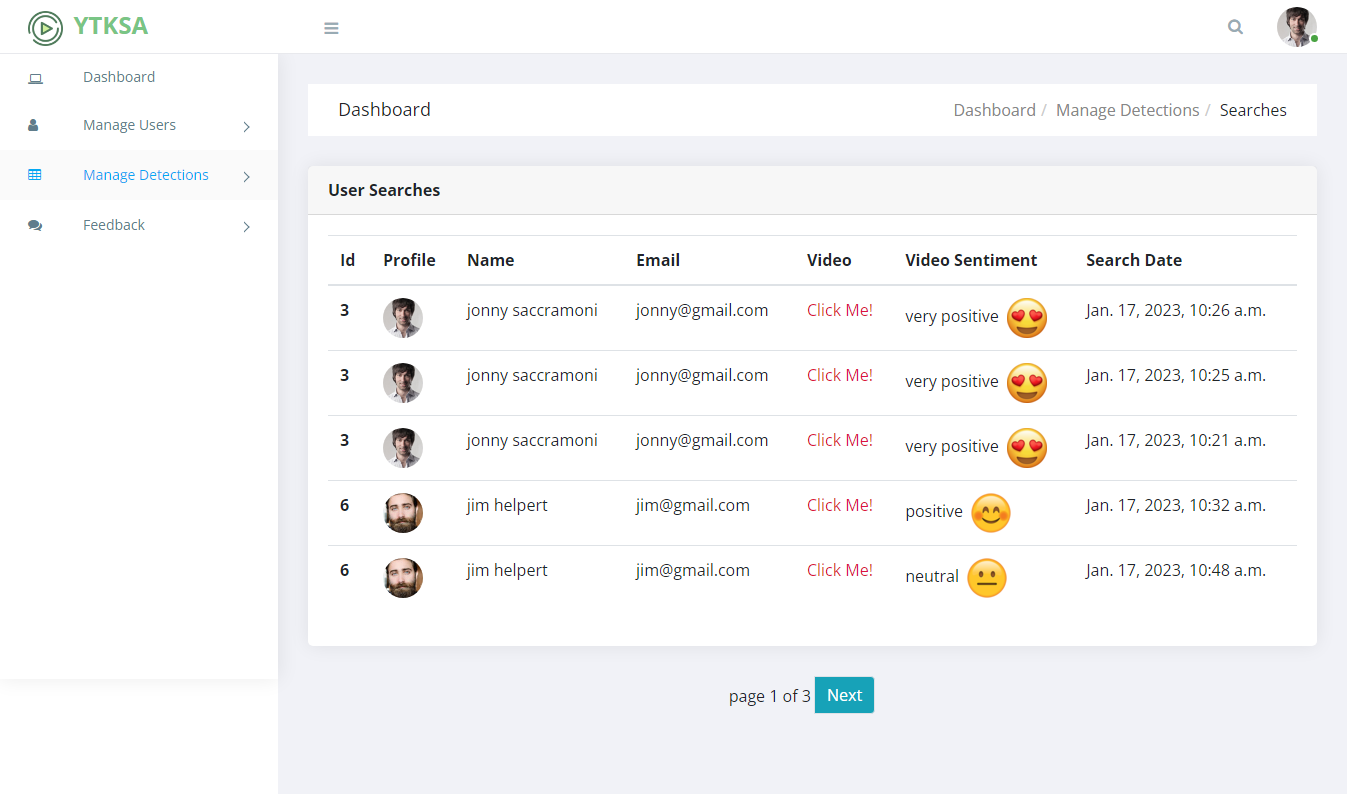 YTKSA
Dashboard
Manage Users
Manage Detections
Feedback
Dashboard
Dashboard / Manage Detections / Searches
User Searches
Id Profile Name Email Video Video Sentiment Search Date
3 jonny saccramoni jonny@gmail.com Click Me! very positive Jan. 17, 2023, 10:26 a.m.
3 jonny saccramoni jonny@gmail.com Click Me! very positive Jan. 17, 2023, 10:25 a.m.
3 jonny saccramoni jonny@gmail.com Click Me! very positive Jan. 17, 2023, 10:21 a.m.
6 jim helpert jim@gmail.com Click Me! positive Jan. 17, 2023, 10:32 a.m.
6 jim helpert jim@gmail.com Click Me! neutral Jan. 17, 2023, 10:48 a.m.
page 1 of 3 Next